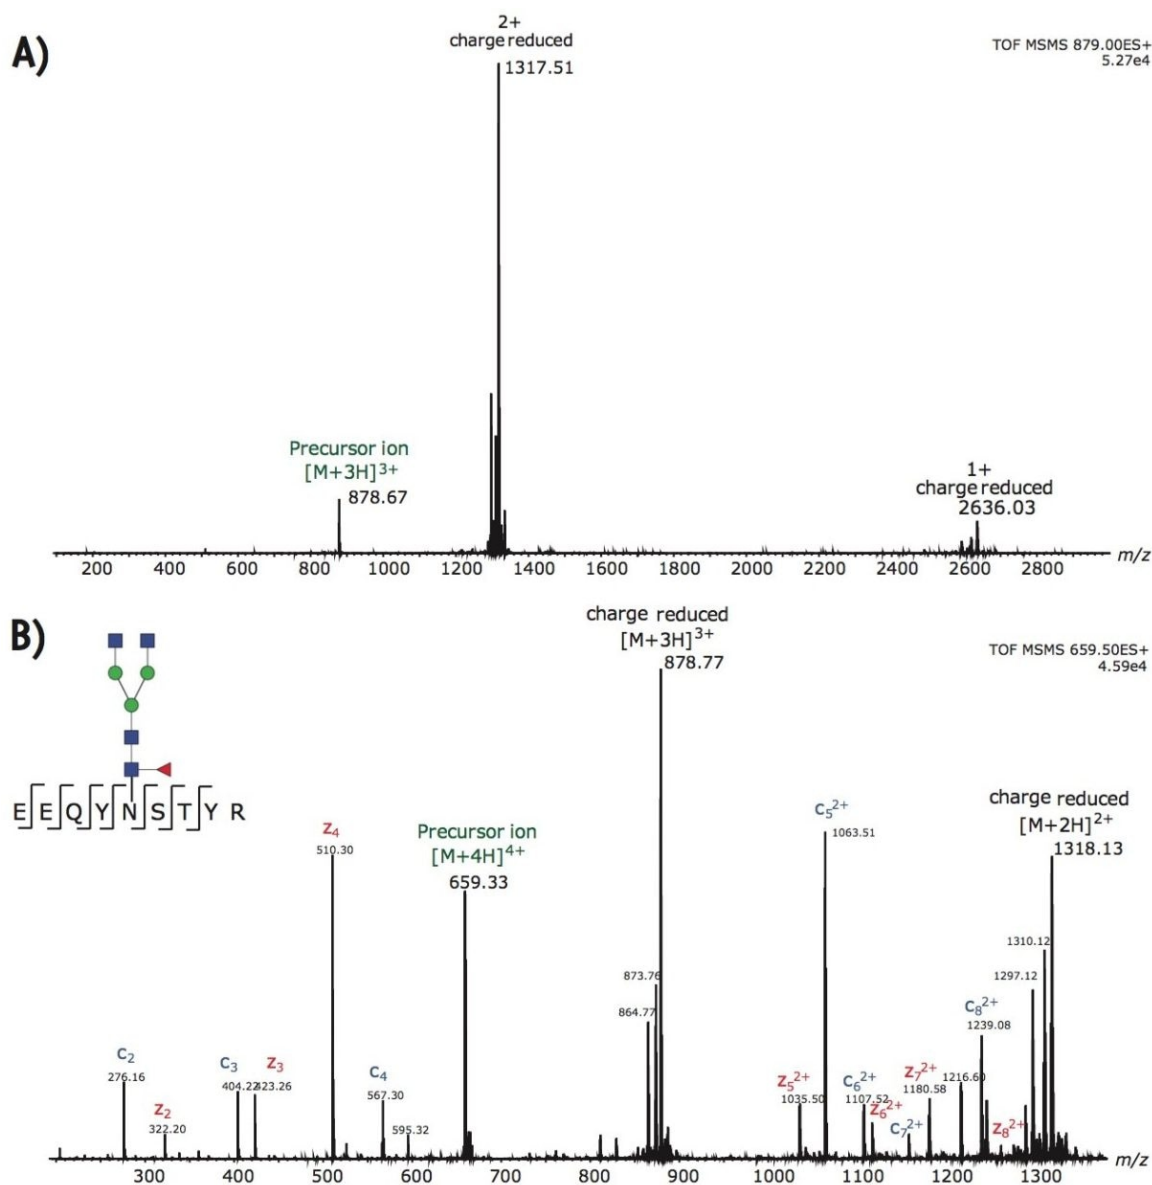 A)
2+
charge reduced
1317.51
TOF MSMS 879.00ES+
5.27e4
Precursor ion
[M+3H]3+
878.67
1+
charge reduced
2636.03
200 400 600 800 1000 1200 1400 1600 1800 2000 2200 2400 2600 2800 m/z
B)
charge reduced
[M+3H]3+
878.77
TOF MSMS 659.50ES+
4.59e4
E E Q Y N S T Y R
z4
510.30
Precursor ion
[M+4H]4+
659.33
c5 2+
1063.51
charge reduced
[M+2H]2+
1318.13
873.76
864.77
1310.12
1297.12
c8 2+
1239.08
c2
276.16
z2
322.20
c3
404.22
z3
423.26
c4
567.30
595.32
z5 2+
1035.50
c6 2+
1107.52
z6 2+
c7 2+
z7 2+
1180.58
1216.60
z8 2+
300 400 500 600 700 800 900 1000 1100 1200 1300 m/z